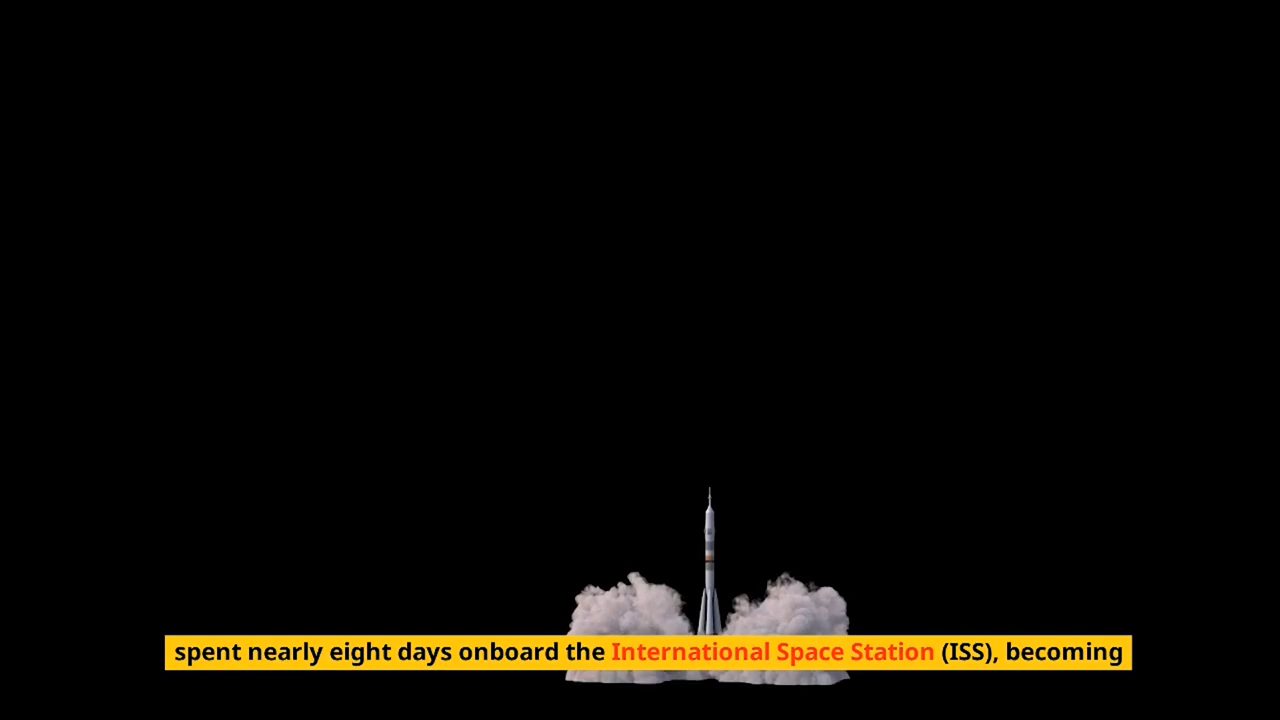 spent nearly eight days onboard the International Space Station (ISS), becoming